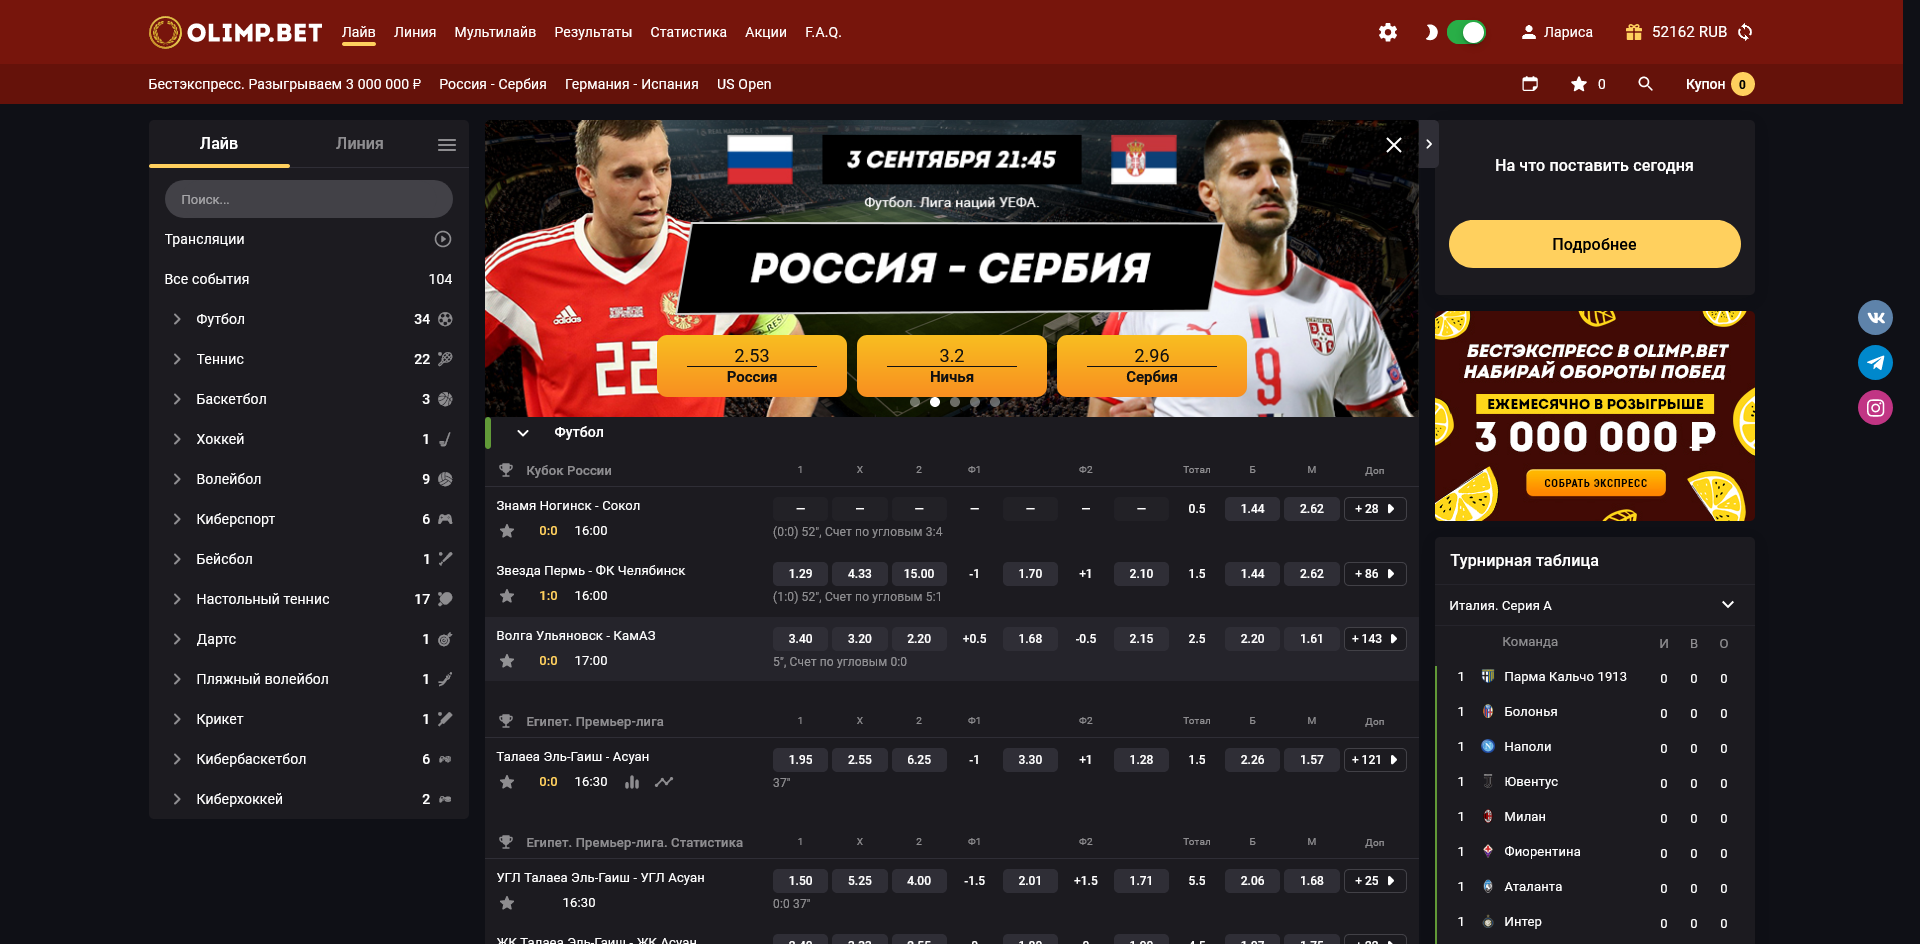 OLIMP.BET Лайв Линия Мультилайв Результаты Статистика Акции F.A.Q. Лариса 52162 RUB
Бестэкспресс. Разыгрываем 3 000 000 ₽ Россия - Сербия Германия - Испания US Open 0 Купон 0
Лайв Линия
Поиск...
Трансляции
Все события 104
Футбол 34
Теннис 22
Баскетбол 3
Хоккей 1
Волейбол 9
Киберспорт 6
Бейсбол 1
Настольный теннис 17
Дартс 1
Пляжный волейбол 1
Крикет 1
Кибербаскетбол 6
Киберхоккей 2
3 СЕНТЯБРЯ 21:45
Футбол. Лига наций УЕФА.
РОССИЯ - СЕРБИЯ
22
9
2.53 3.2 2.96
Россия Ничья Сербия
Футбол
Кубок России 1 X 2 Ф1 Ф2 Тотал Б М Доп
Знамя Ногинск - Сокол – – – – – – – 0.5 1.44 2.62 + 28
0:0 16:00 (0:0) 52", Счет по угловым 3:4
Звезда Пермь - ФК Челябинск 1.29 4.33 15.00 -1 1.70 +1 2.10 1.5 1.44 2.62 + 86
1:0 16:00 (1:0) 52", Счет по угловым 5:1
Волга Ульяновск - КамАЗ 3.40 3.20 2.20 +0.5 1.68 -0.5 2.15 2.5 2.20 1.61 + 143
0:0 17:00 5", Счет по угловым 0:0
Египет. Премьер-лига 1 X 2 Ф1 Ф2 Тотал Б М Доп
Талаеа Эль-Гаиш - Асуан 1.95 2.55 6.25 -1 3.30 +1 1.28 1.5 2.26 1.57 + 121
0:0 16:30 37"
Египет. Премьер-лига. Статистика 1 X 2 Ф1 Ф2 Тотал Б М Доп
УГЛ Талаеа Эль-Гаиш - УГЛ Асуан 1.50 5.25 4.00 -1.5 2.01 +1.5 1.71 5.5 2.06 1.68 + 25
16:30 0:0 37"
ЖК Талаеа Эль-Гаиш - ЖК Асуан
На что поставить сегодня
Подробнее
БЕСТЭКСПРЕСС В OLIMP.BET
НАБИРАЙ ОБОРОТЫ ПОБЕД
ЕЖЕМЕСЯЧНО В РОЗЫГРЫШЕ
3 000 000 ₽
СОБРАТЬ ЭКСПРЕСС
Турнирная таблица
Италия. Серия А
Команда И В О
1 Парма Кальчо 1913 0 0 0
1 Болонья 0 0 0
1 Наполи 0 0 0
1 Ювентус 0 0 0
1 Милан 0 0 0
1 Фиорентина 0 0 0
1 Аталанта 0 0 0
1 Интер 0 0 0